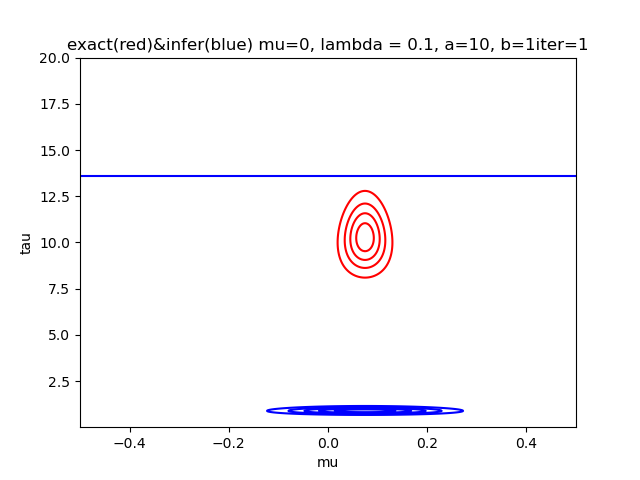 exact(red)&infer(blue) mu=0, lambda = 0.1, a=10, b=1iter=1
20.0
17.5
15.0
12.5
10.0
7.5
5.0
2.5
tau
−0.4 −0.2 0.0 0.2 0.4
mu